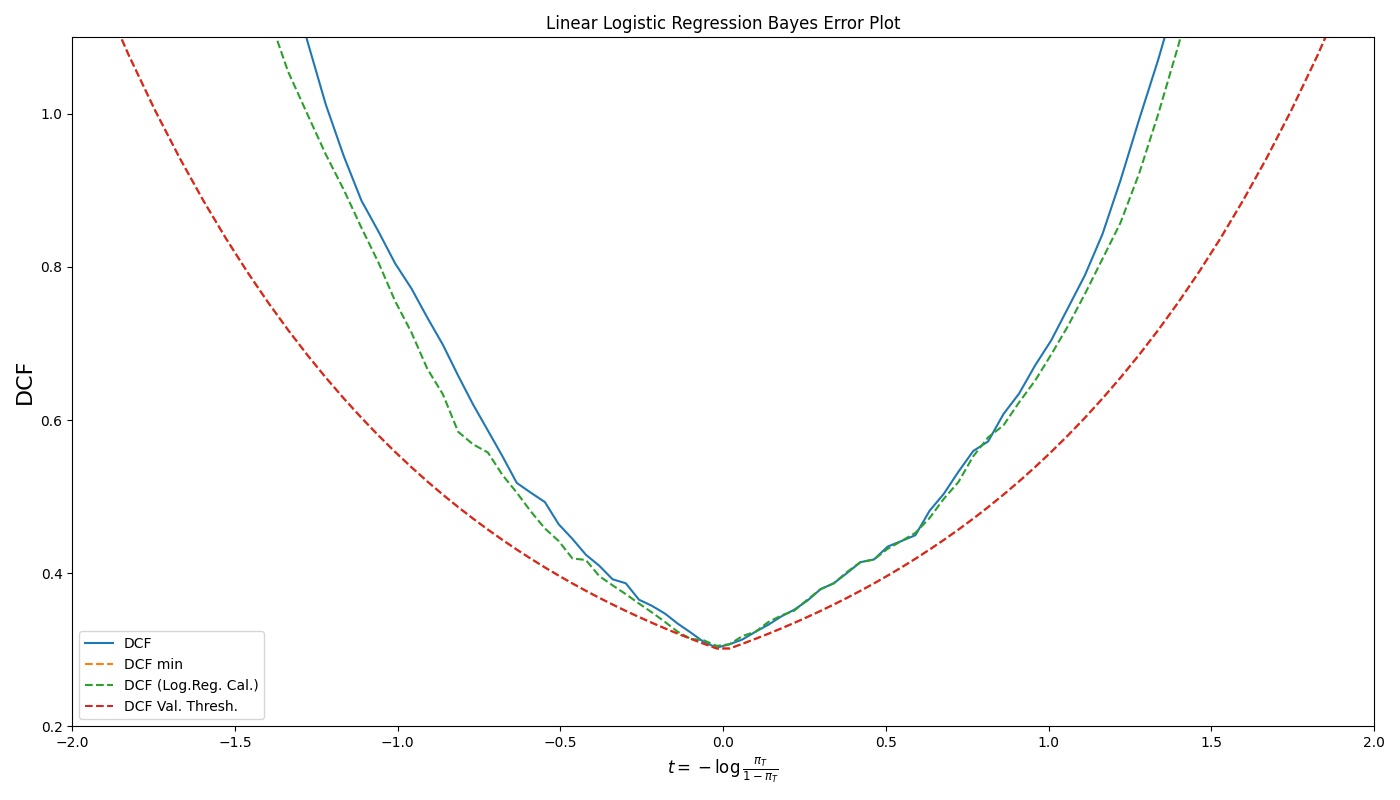 Linear Logistic Regression Bayes Error Plot
1.0
0.8
0.6
0.4
0.2
DCF
DCF
DCF min
DCF (Log.Reg. Cal.)
DCF Val. Thresh.
−2.0 −1.5 −1.0 −0.5 0.0 0.5 1.0 1.5 2.0
t = − log π_T / 1 − π_T